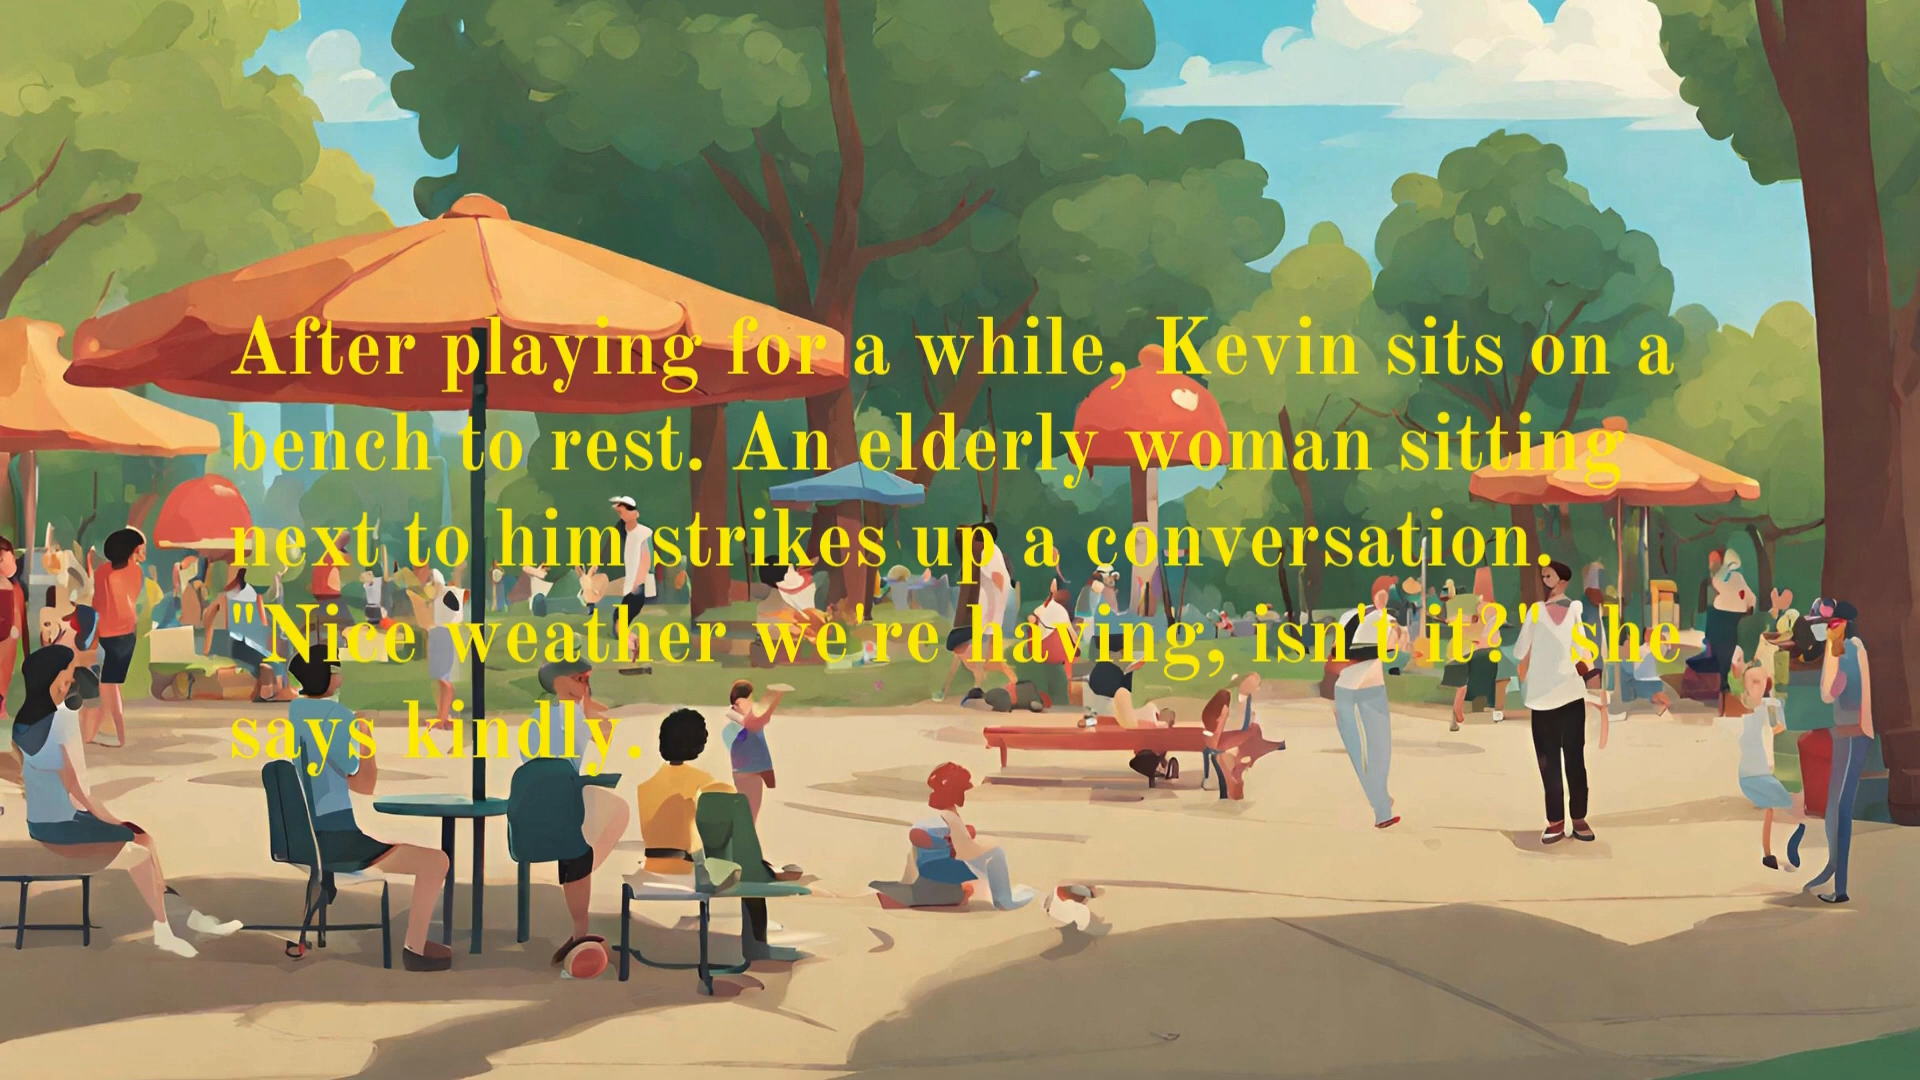 After playing for a while, Kevin sits on a
bench to rest. An elderly woman sitting
next to him strikes up a conversation.
"Nice weather we're having, isn't it?" she
says kindly.